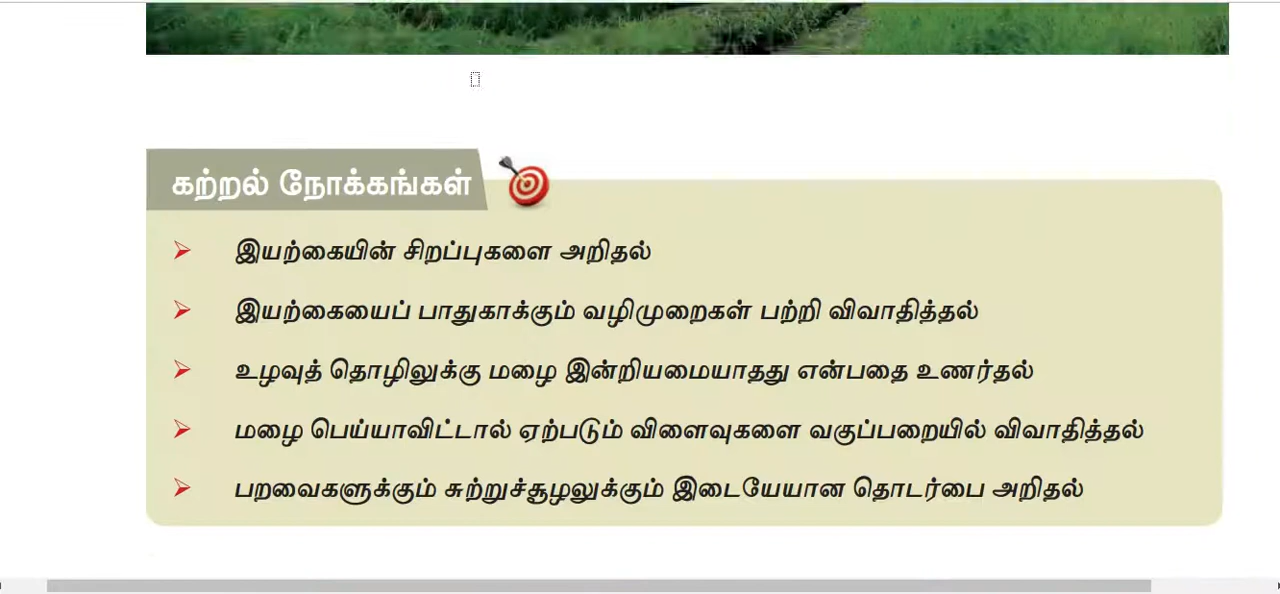 கற்றல் நோக்கங்கள்
இயற்கையின் சிறப்புகளை அறிதல்
இயற்கையைப் பாதுகாக்கும் வழிமுறைகள் பற்றி விவாதித்தல்
உழவுத் தொழிலுக்கு மழை இன்றியமையாதது என்பதை உணர்தல்
மழை பெய்யாவிட்டால் ஏற்படும் விளைவுகளை வகுப்பறையில் விவாதித்தல்
பறவைகளுக்கும் சுற்றுச்சூழலுக்கும் இடையேயான தொடர்பை அறிதல்